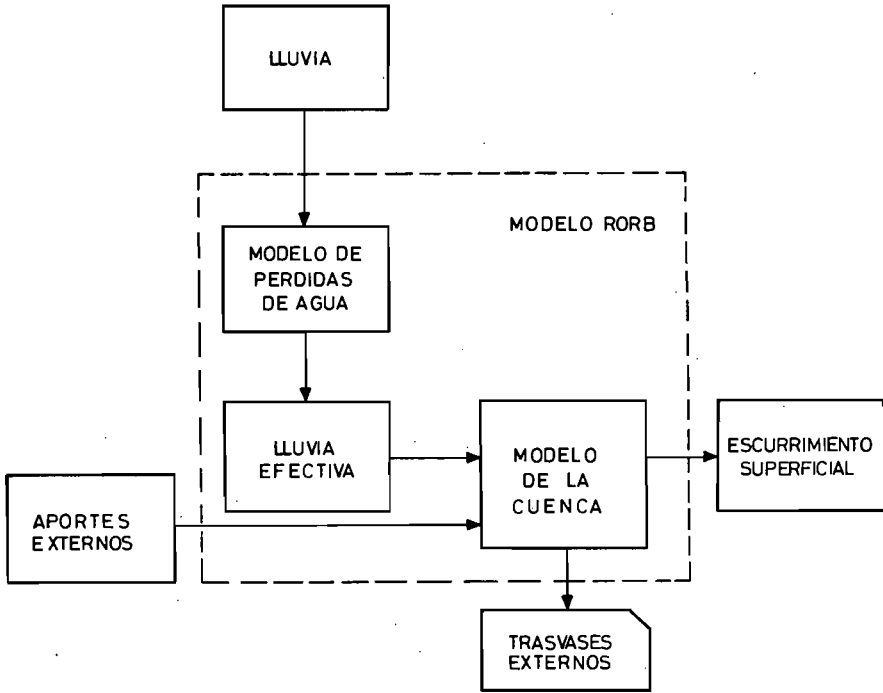 LLUVIA
MODELO RORB
MODELO DE
PERDIDAS
DE AGUA
LLUVIA
EFECTIVA
MODELO
DE LA
CUENCA
ESCURRIMIENTO
SUPERFICIAL
APORTES
EXTERNOS
TRASVASES
EXTERNOS